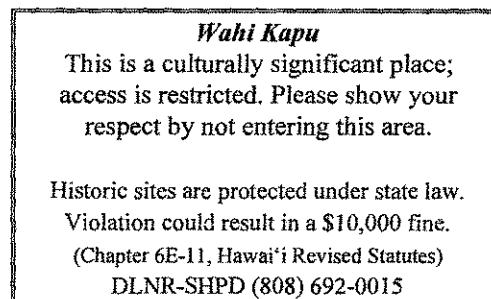 Wahi Kapu
This is a culturally significant place;
access is restricted. Please show your
respect by not entering this area.
Historic sites are protected under state law.
Violation could result in a $10,000 fine.
(Chapter 6E-11, Hawai‘i Revised Statutes)
DLNR-SHPD (808) 692-0015